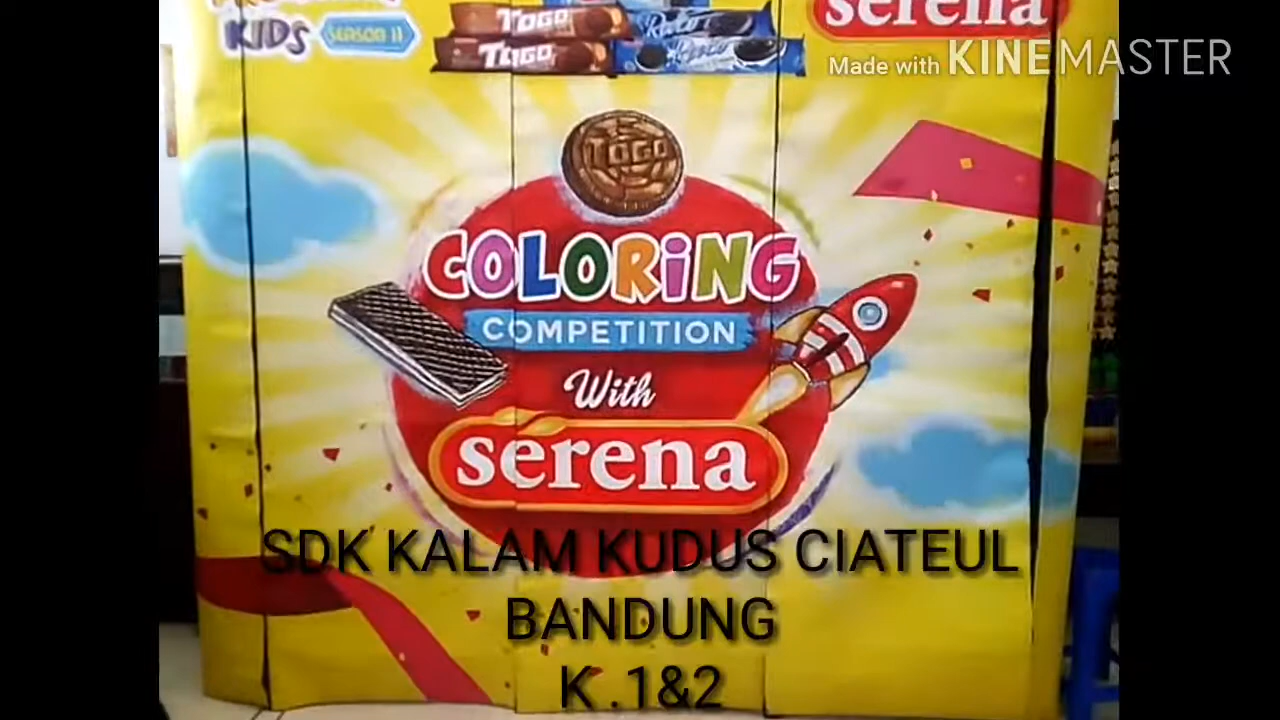 KIDS SEASON 11
TOGO
TOGO
serena
Made with KINEMASTER
TOGO
COLORING
COMPETITION
With
serena
SDK KALAM KUDUS CIATEUL
BANDUNG
K .1&2